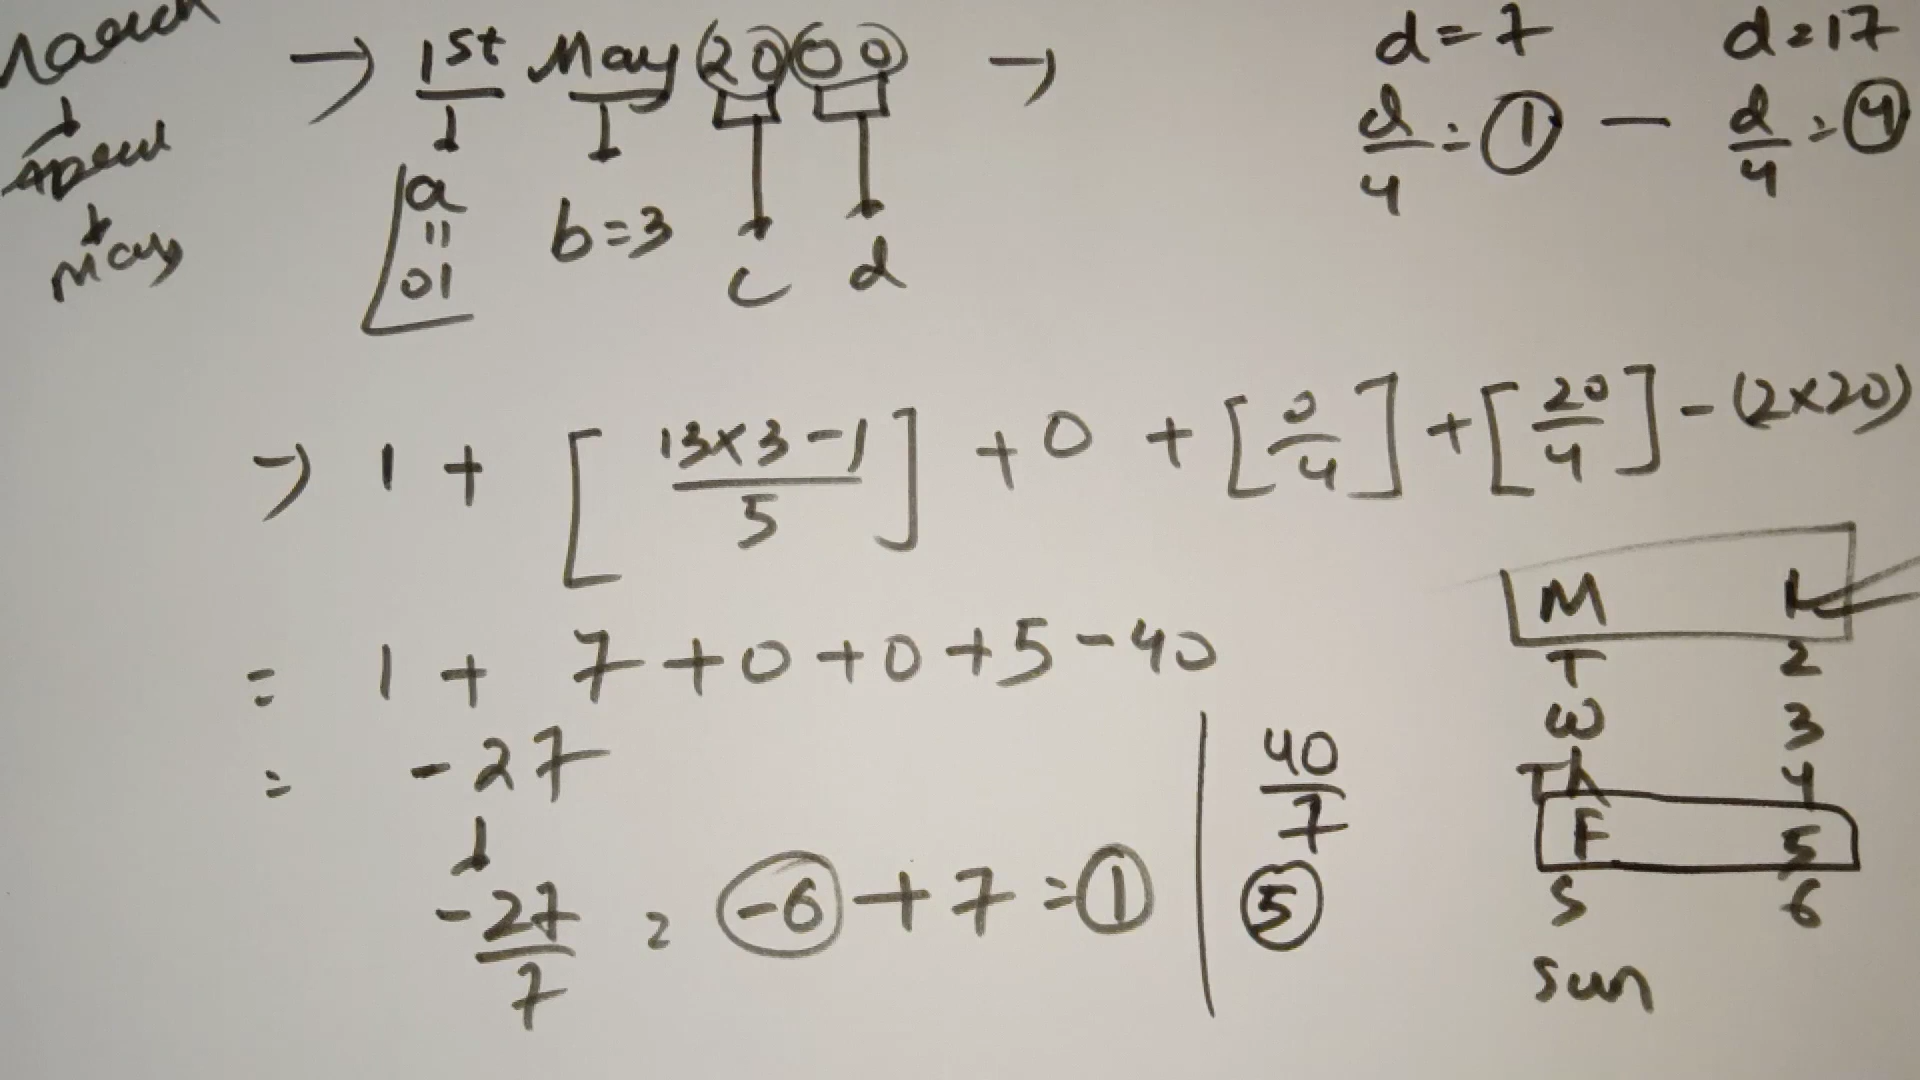 March → 1st May (20)(00) → d=7 d=17
April a = 01 b=3 c d d/4 = 1 — d/4 = 4
May
→ 1 + [ 13×3-1 / 5 ] + 0 + [ 0/4 ] + [ 20/4 ] - (2×20)
= 1 + 7 + 0 + 0 + 5 - 40
= -27
-27/7 = -6 + 7 = 1
40/7
5
M 1
T 2
W 3
Th 4
F 5
S 6
Sun